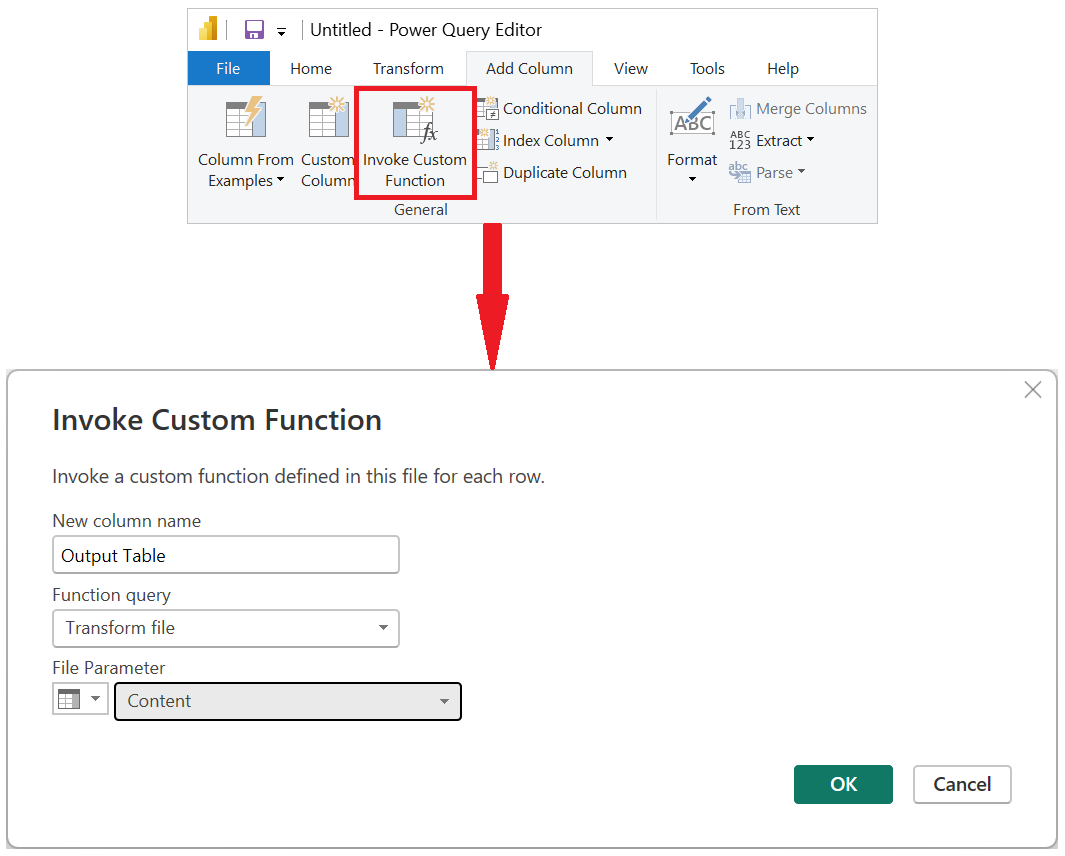 Untitled - Power Query Editor
File Home Transform Add Column View Tools Help
Column From Examples
Custom Column
Invoke Custom Function
Conditional Column
Index Column
Duplicate Column
General
ABC
Format
Merge Columns
ABC 123 Extract
abc Parse
From Text
Invoke Custom Function
Invoke a custom function defined in this file for each row.
New column name
Output Table
Function query
Transform file
File Parameter
Content
OK Cancel